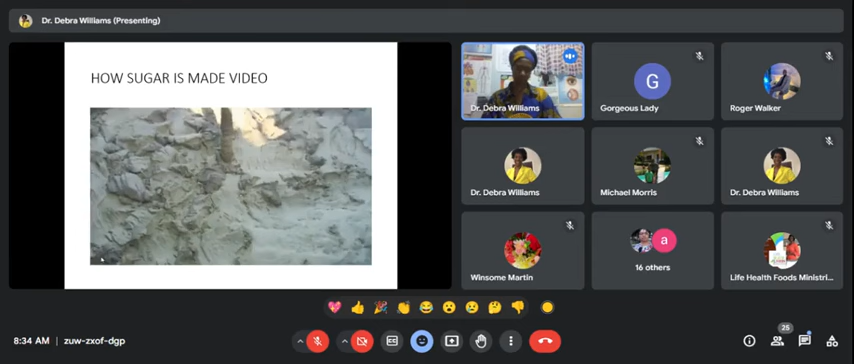 Dr. Debra Williams (Presenting)
HOW SUGAR IS MADE VIDEO
Dr. Debra Williams
G
Gorgeous Lady
Roger Walker
Dr. Debra Williams
Michael Morris
Dr. Debra Williams
Winsome Martin
a
16 others
Life Health Foods Ministri...
8:34 AM | zuw-zxof-dgp
CC
25